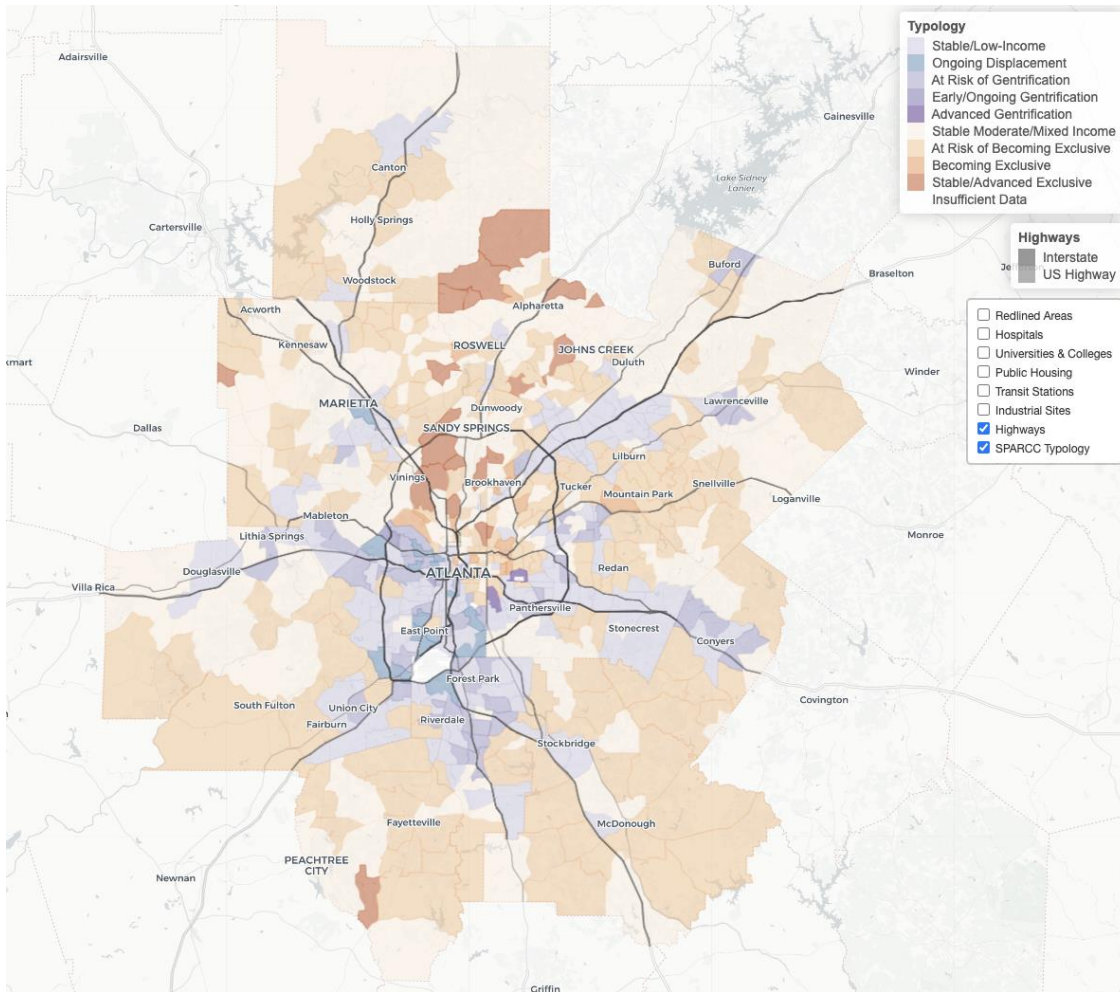 Typology
Stable/Low-Income
Ongoing Displacement
At Risk of Gentrification
Early/Ongoing Gentrification
Advanced Gentrification
Stable Moderate/Mixed Income
At Risk of Becoming Exclusive
Becoming Exclusive
Stable/Advanced Exclusive
Insufficient Data
Highways
Interstate
US Highway
Redlined Areas
Hospitals
Universities & Colleges
Public Housing
Transit Stations
Industrial Sites
Highways
SPARCC Typology
Adairsville
Gainesville
Canton
Lake Sidney
Lanier
Cartersville
Holly Springs
Buford
Braselton
Woodstock
Acworth
Alpharetta
Kennesaw
ROSWELL
JOHNS CREEK
Duluth
kmart
Winder
MARIETTA
Dunwoody
Lawrenceville
Dallas
SANDY SPRINGS
Lilburn
Vinings
Brookhaven
Tucker
Snellville
Mountain Park
Loganville
Mableton
Lithia Springs
Monroe
Douglasville
ATLANTA
Redan
Villa Rica
Panthersville
East Point
Stonecrest
Conyers
Forest Park
Covington
South Fulton
Union City
Fairburn
Riverdale
Stockbridge
Fayetteville
McDonough
PEACHTREE
CITY
Newnan
Griffin